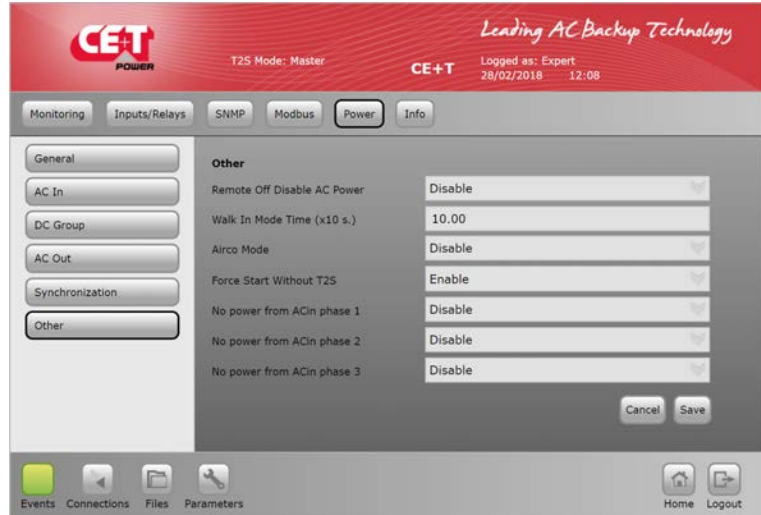 CE+T
POWER
Leading AC Backup Technology
T2S Mode: Master
CE+T
Logged as: Expert
28/02/2018 12:08
Monitoring
Inputs/Relays
SNMP
Modbus
Power
Info
General
AC In
DC Group
AC Out
Synchronization
Other
Other
Remote Off Disable AC Power Disable
Walk In Mode Time (x10 s.) 10.00
Airco Mode Disable
Force Start Without T2S Enable
No power from ACin phase 1 Disable
No power from ACin phase 2 Disable
No power from ACin phase 3 Disable
Cancel Save
Events Connections Files Parameters Home Logout